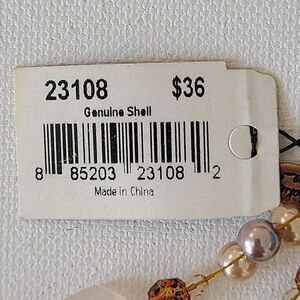 23108 $36
Genuine Shell
8 85203 23108 2
Made in China